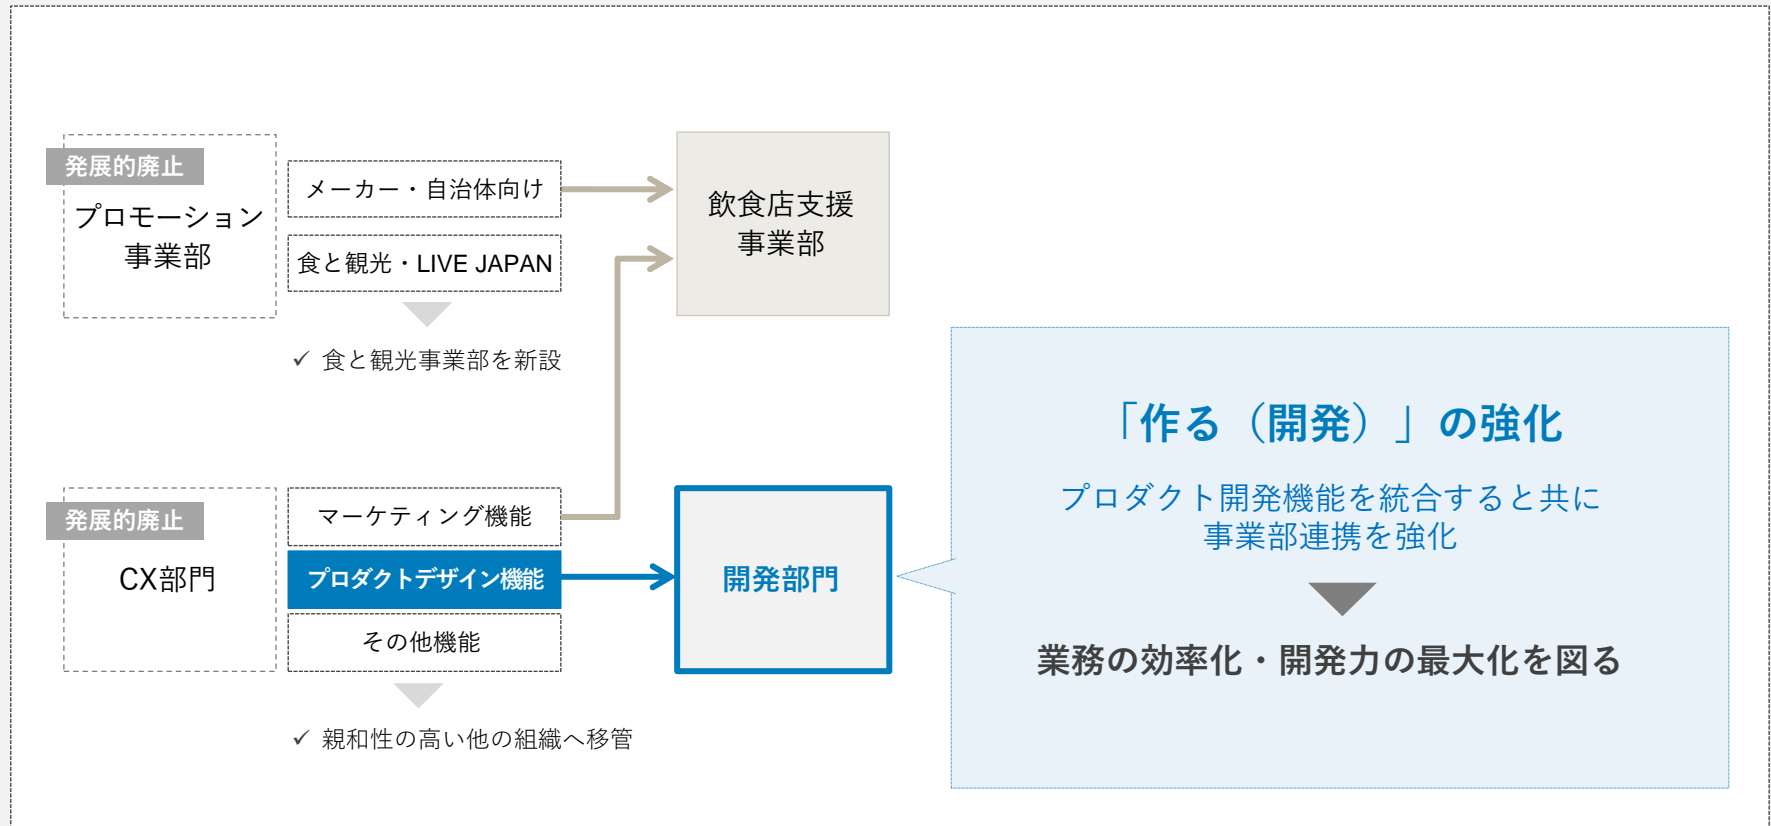 発展的廃止
プロモーション
事業部
メーカー・自治体向け
食と観光・LIVE JAPAN
✓ 食と観光事業部を新設
飲食店支援
事業部
発展的廃止
CX部門
マーケティング機能
プロダクトデザイン機能
その他機能
✓ 親和性の高い他の組織へ移管
開発部門
「作る（開発）」の強化
プロダクト開発機能を統合すると共に
事業部連携を強化
業務の効率化・開発力の最大化を図る